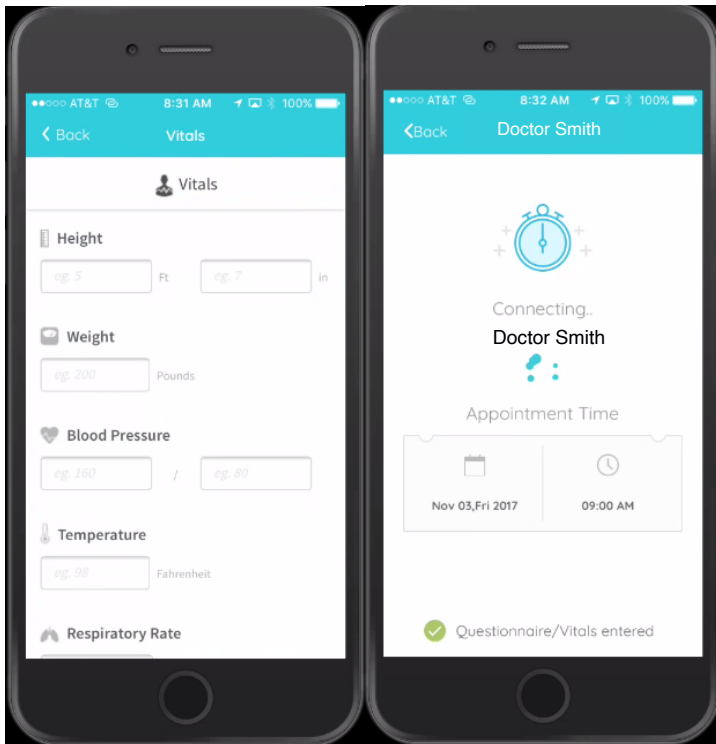 AT&T 8:31 AM 100%
Back Vitals
Vitals
Height
eg. 5 Ft eg. 7 in
Weight
eg. 200 Pounds
Blood Pressure
eg. 160 / eg. 80
Temperature
eg. 98 Fahrenheit
Respiratory Rate
AT&T 8:32 AM 100%
Back Doctor Smith
Connecting..
Doctor Smith
Appointment Time
Nov 03,Fri 2017 09:00 AM
Questionnaire/Vitals entered